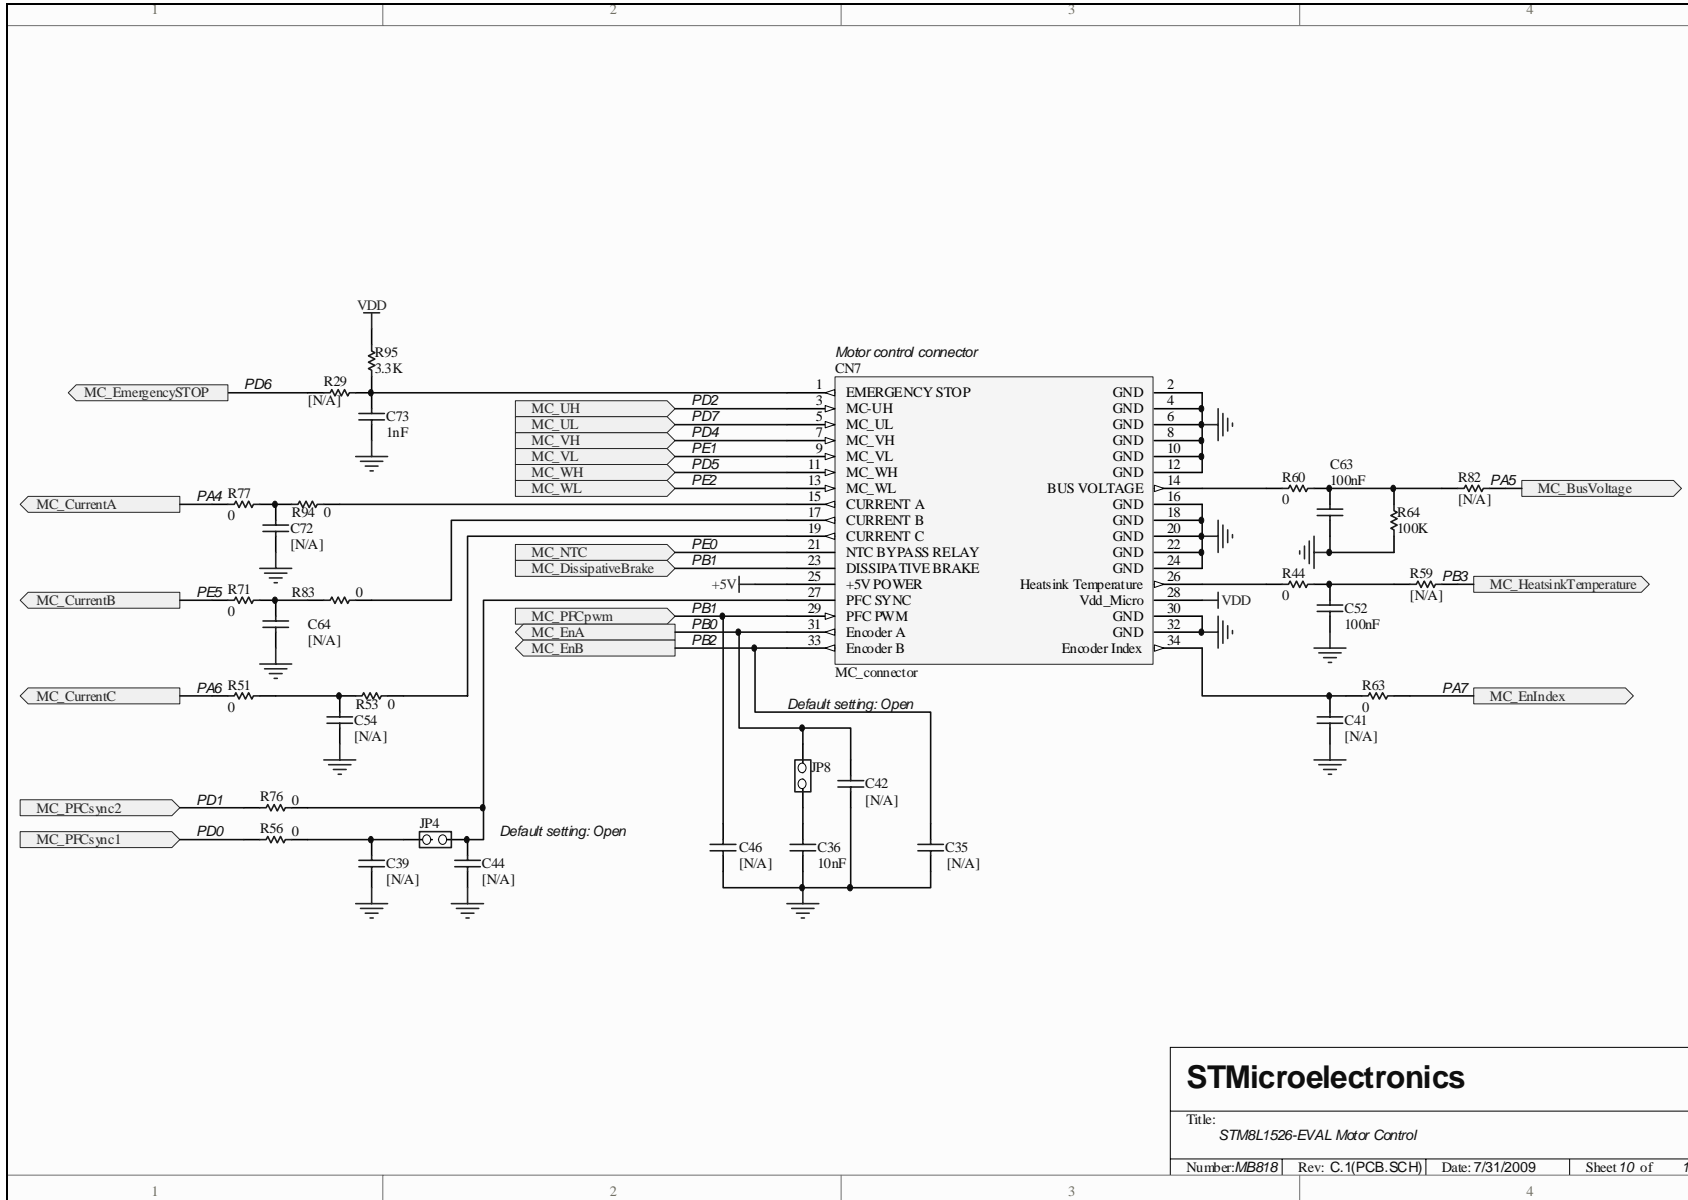 1 2 3 4
VDD
R95
3.3K
MC_EmergencySTOP PD6 R29
[N/A]
C73
1nF
Motor control connector
CN7
1 EMERGENCY STOP GND 2
MC_UH PD2 3 MC-UH GND 4
MC_UL PD7 5 MC_UL GND 6
MC_VH PD4 7 MC_VH GND 8
MC_VL PE1 9 MC_VL GND 10
MC_WH PD5 11 MC_WH GND 12
MC_WL PE2 13 MC_WL BUS VOLTAGE 14
15 CURRENT A GND 16
17 CURRENT B GND 18
19 CURRENT C GND 20
MC_NTC PE0 21 NTC BYPASS RELAY GND 22
MC_DissipativeBrake PB1 23 DISSIPATIVE BRAKE GND 24
+5V 25 +5V POWER Heatsink Temperature 26
27 PFC SYNC Vdd_Micro 28 VDD
MC_PFCpwm PB1 29 PFC PWM GND 30
MC_EnA PB0 31 Encoder A GND 32
MC_EnB PB2 33 Encoder B Encoder Index 34
MC_connector
R60
0
C63
100nF
R64
100K
R82
[N/A]
PA5 MC_BusVoltage
R44
0
C52
100nF
R59
[N/A]
PB3 MC_HeatsinkTemperature
R63
0
PA7 MC_EnIndex
C41
[N/A]
MC_CurrentA PA4 R77
0
R94 0
C72
[N/A]
MC_CurrentB PE5 R71
0
R83 0
C64
[N/A]
MC_CurrentC PA6 R51
0
R53 0
C54
[N/A]
MC_PFCsync2 PD1 R76 0
MC_PFCsync1 PD0 R56 0
JP4
Default setting: Open
C39
[N/A]
C44
[N/A]
Default setting: Open
JP8
C42
[N/A]
C46
[N/A]
C36
10nF
C35
[N/A]
STMicroelectronics
Title:
STM8L1526-EVAL Motor Control
Number:MB818 Rev: C.1(PCB.SCH) Date:7/31/2009 Sheet 10 of
1 2 3 4